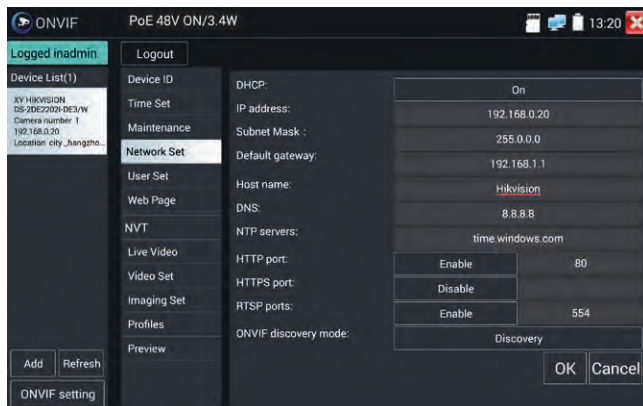 ONVIF
PoE 48V ON/3.4W
13:20
Logged inadmin
Logout
Device List(1)
XY HIKVISION
DS-2DE2202I-DE3/W
Camera number 1
192.168.0.20
Location city_hangzho...
Device ID
Time Set
Maintenance
Network Set
User Set
Web Page
NVT
Live Video
Video Set
Imaging Set
Profiles
Preview
DHCP: On
IP address: 192.168.0.20
Subnet Mask : 255.0.0.0
Default gateway: 192.168.1.1
Host name: Hikvision
DNS: 8.8.8.8
NTP servers: time.windows.com
HTTP port: Enable 80
HTTPS port: Disable
RTSP ports: Enable 554
ONVIF discovery mode: Discovery
Add Refresh
OK Cancel
ONVIF setting